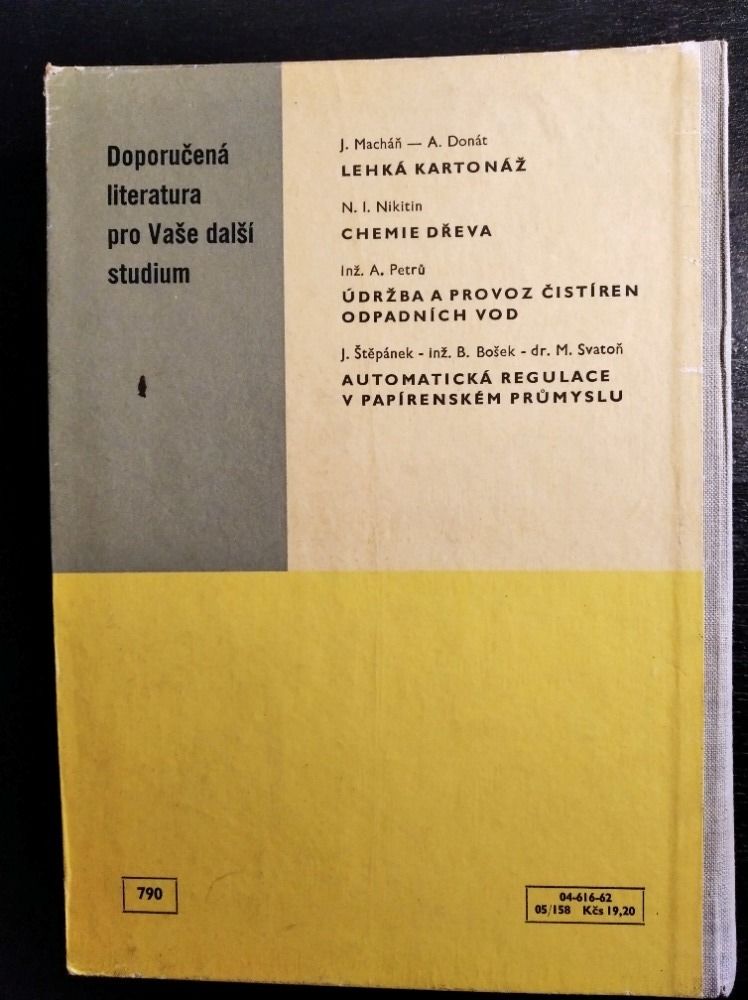 Doporučená
literatura
pro Vaše další
studium
J. Macháň — A. Donát
LEHKÁ KARTONÁŽ
N. I. Nikitin
CHEMIE DŘEVA
Inž. A. Petrů
ÚDRŽBA A PROVOZ ČISTÍREN
ODPADNÍCH VOD
J. Štěpánek - inž. B. Bošek - dr. M. Svatoň
AUTOMATICKÁ REGULACE
V PAPÍRENSKÉM PRŮMYSLU
790
04-616-62
05/158 Kčs 19,20